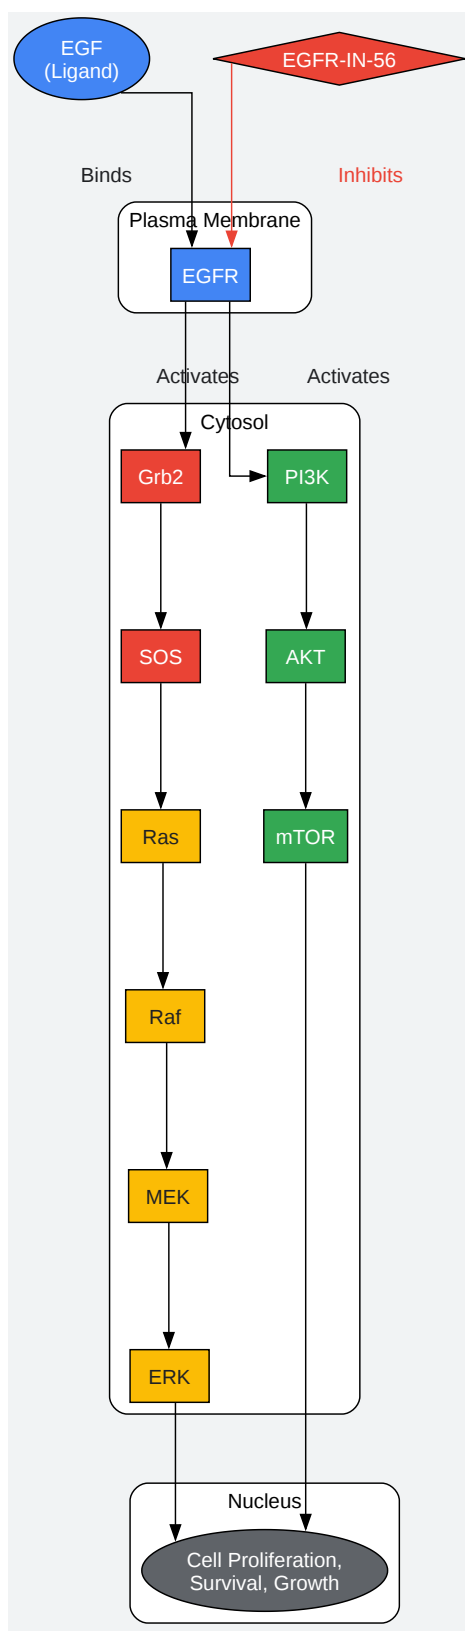 EGF
(Ligand)
EGFR-IN-56
Binds
Inhibits
Plasma Membrane
EGFR
Activates
Activates
Cytosol
Grb2
PI3K
SOS
AKT
Ras
mTOR
Raf
MEK
ERK
Nucleus
Cell Proliferation,
Survival, Growth